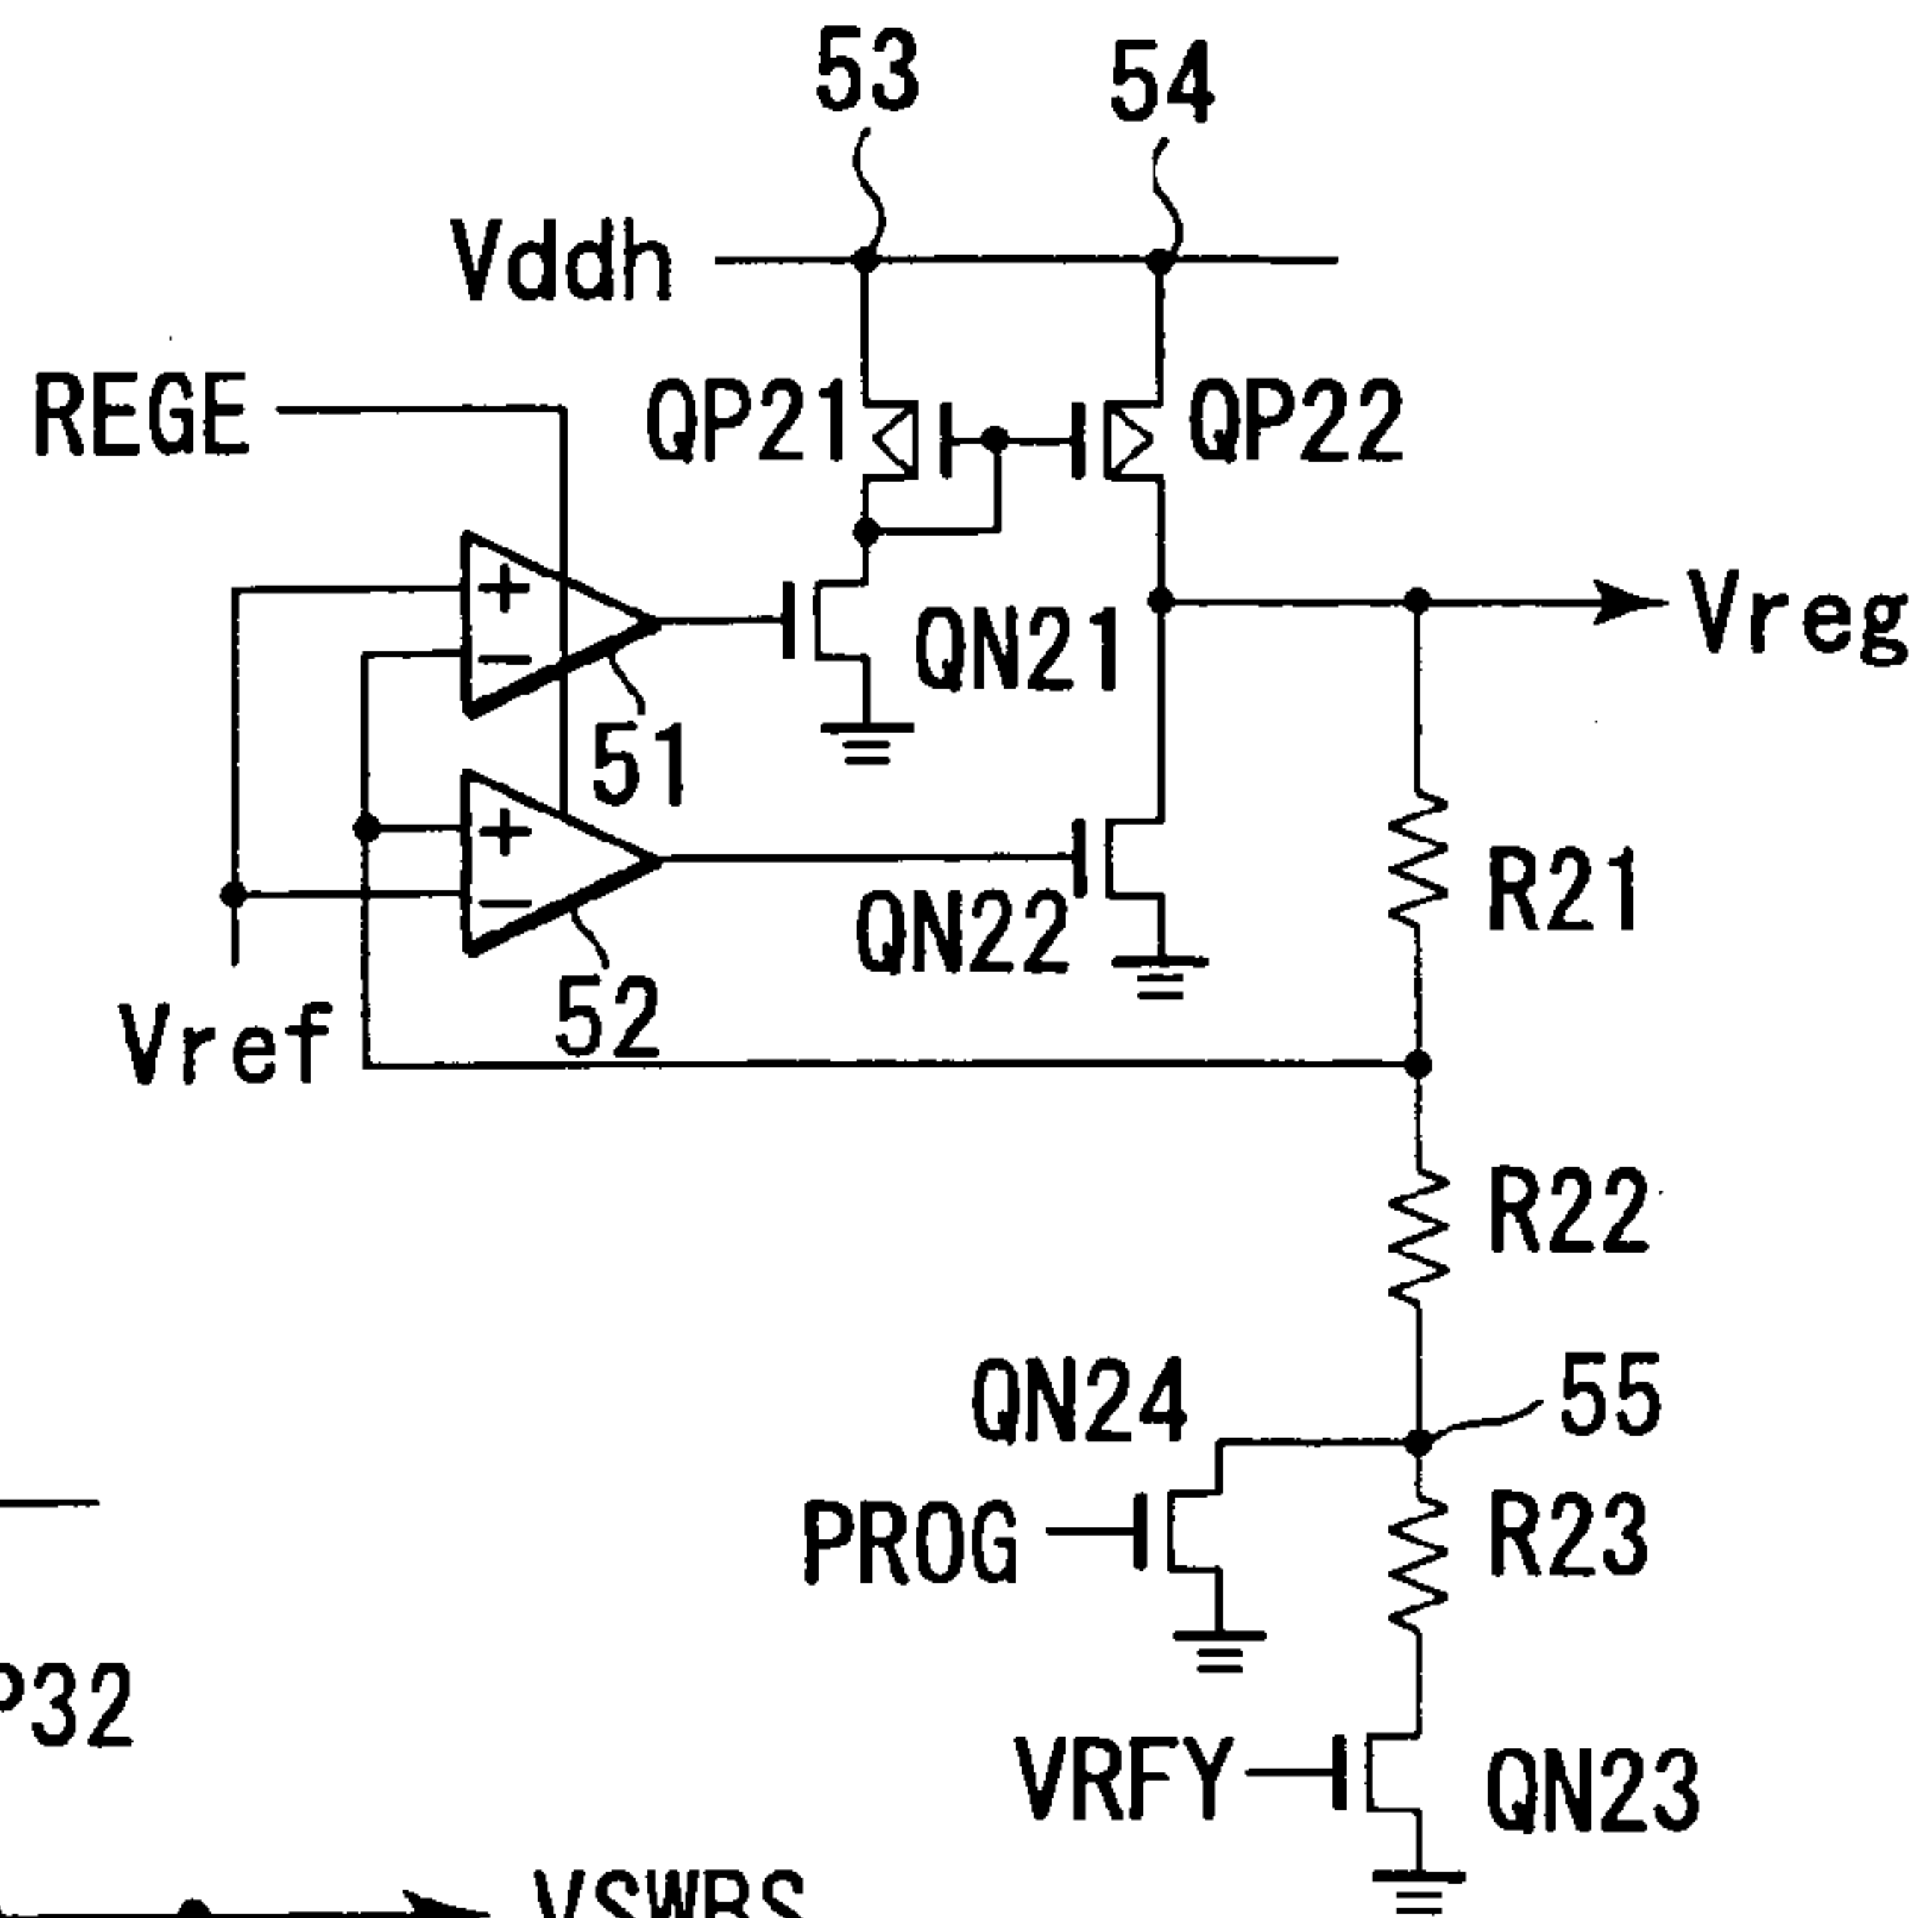 53
54
Vddh
REGE
QP21
QP22
+
−
QN21
Vreg
51
+
−
QN22
R21
52
Vref
R22
QN24
55
PROG
R23
P32
VRFY
QN23
VSWBS